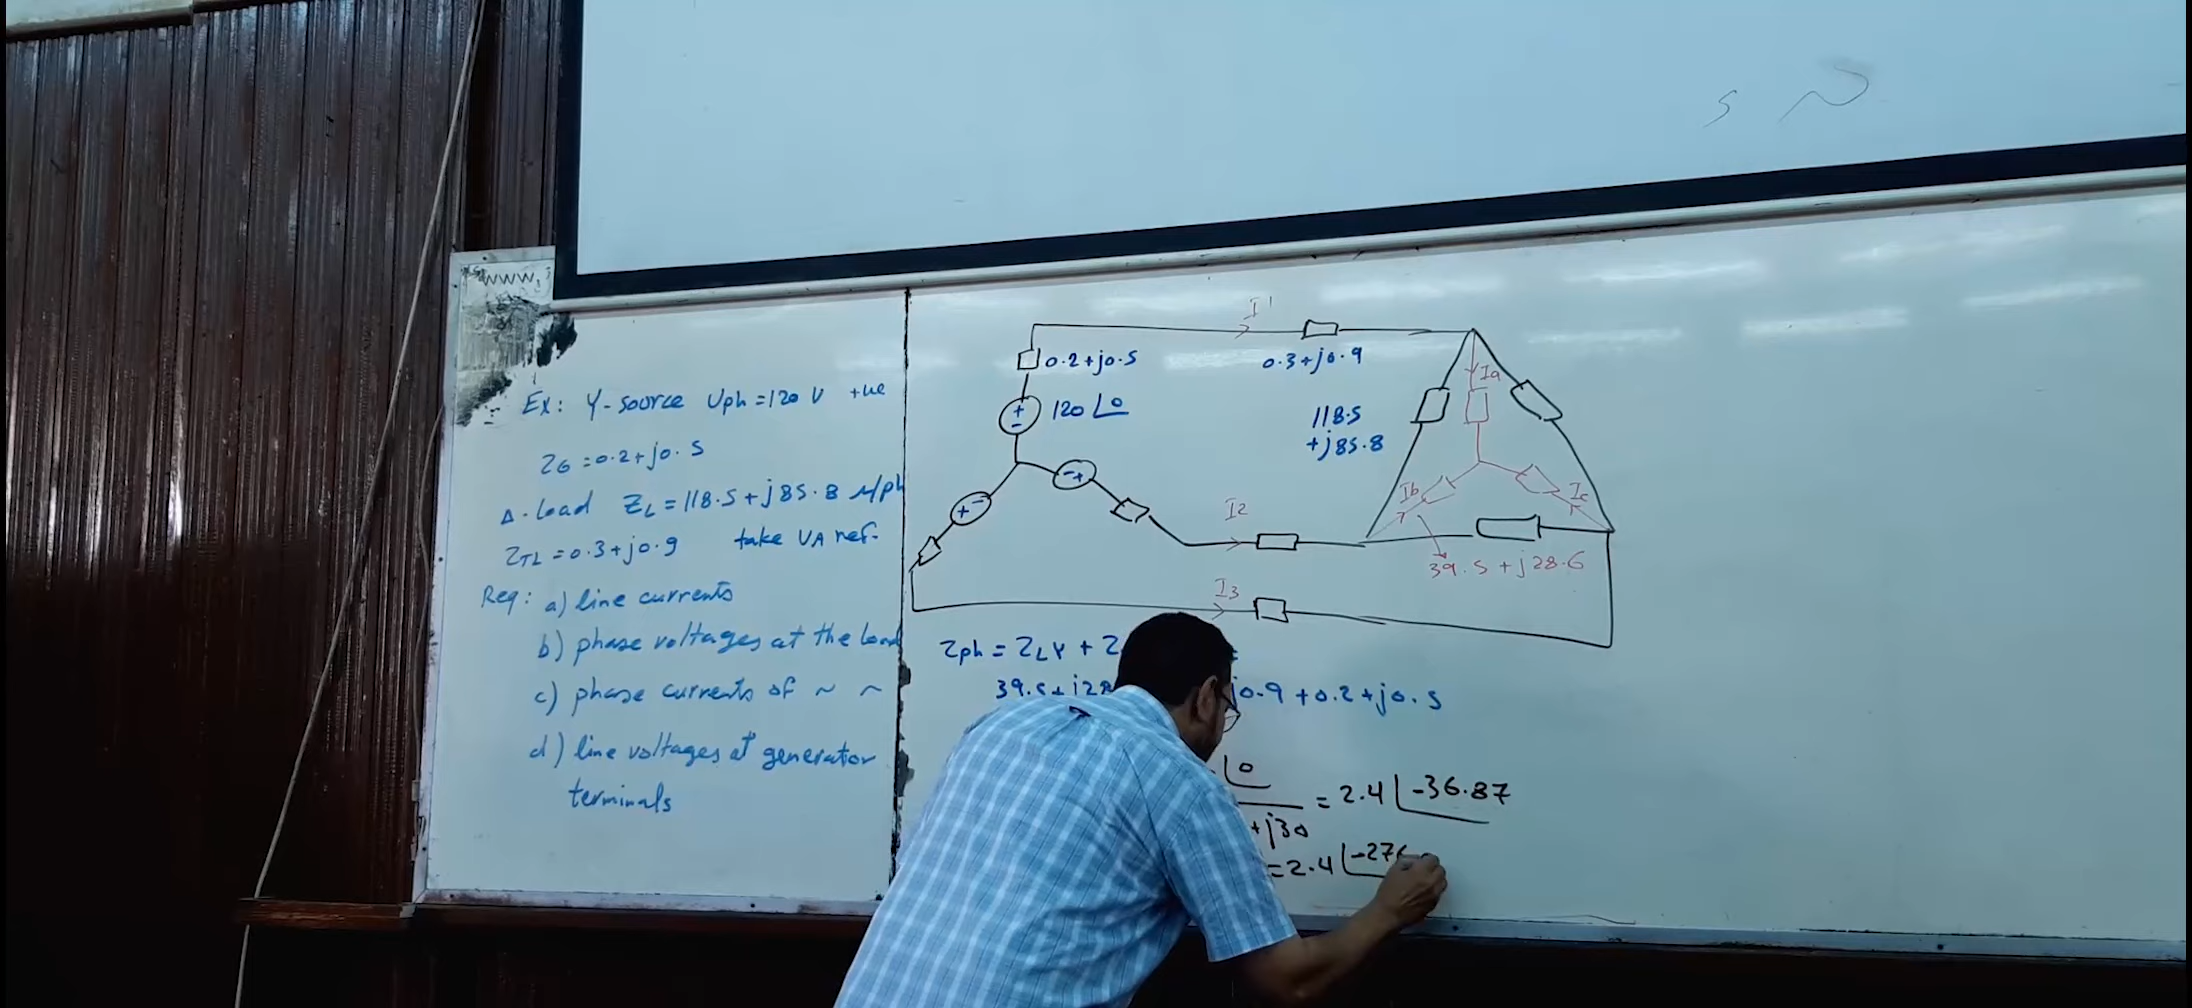 Ex: Y-source Uph=120 V +ve
ZG=0.2+j0.5
Δ-load ZL=118.5+j85.8 Ω/ph
ZTL=0.3+j0.9 take VA ref.
Req: a) line currents
b) phase voltages at the load
c) phase currents of ~ ~
d) line voltages at generator
terminals
I1
0.2+j0.5
0.3+j0.9
120∠0
118.5
+j85.8
Ia
Ib
Ic
I2
39.5+j28.6
I3
Zph = ZLY +
j0.9+0.2+j0.5
∠0
= 2.4∠-36.87
+j30
=2.4